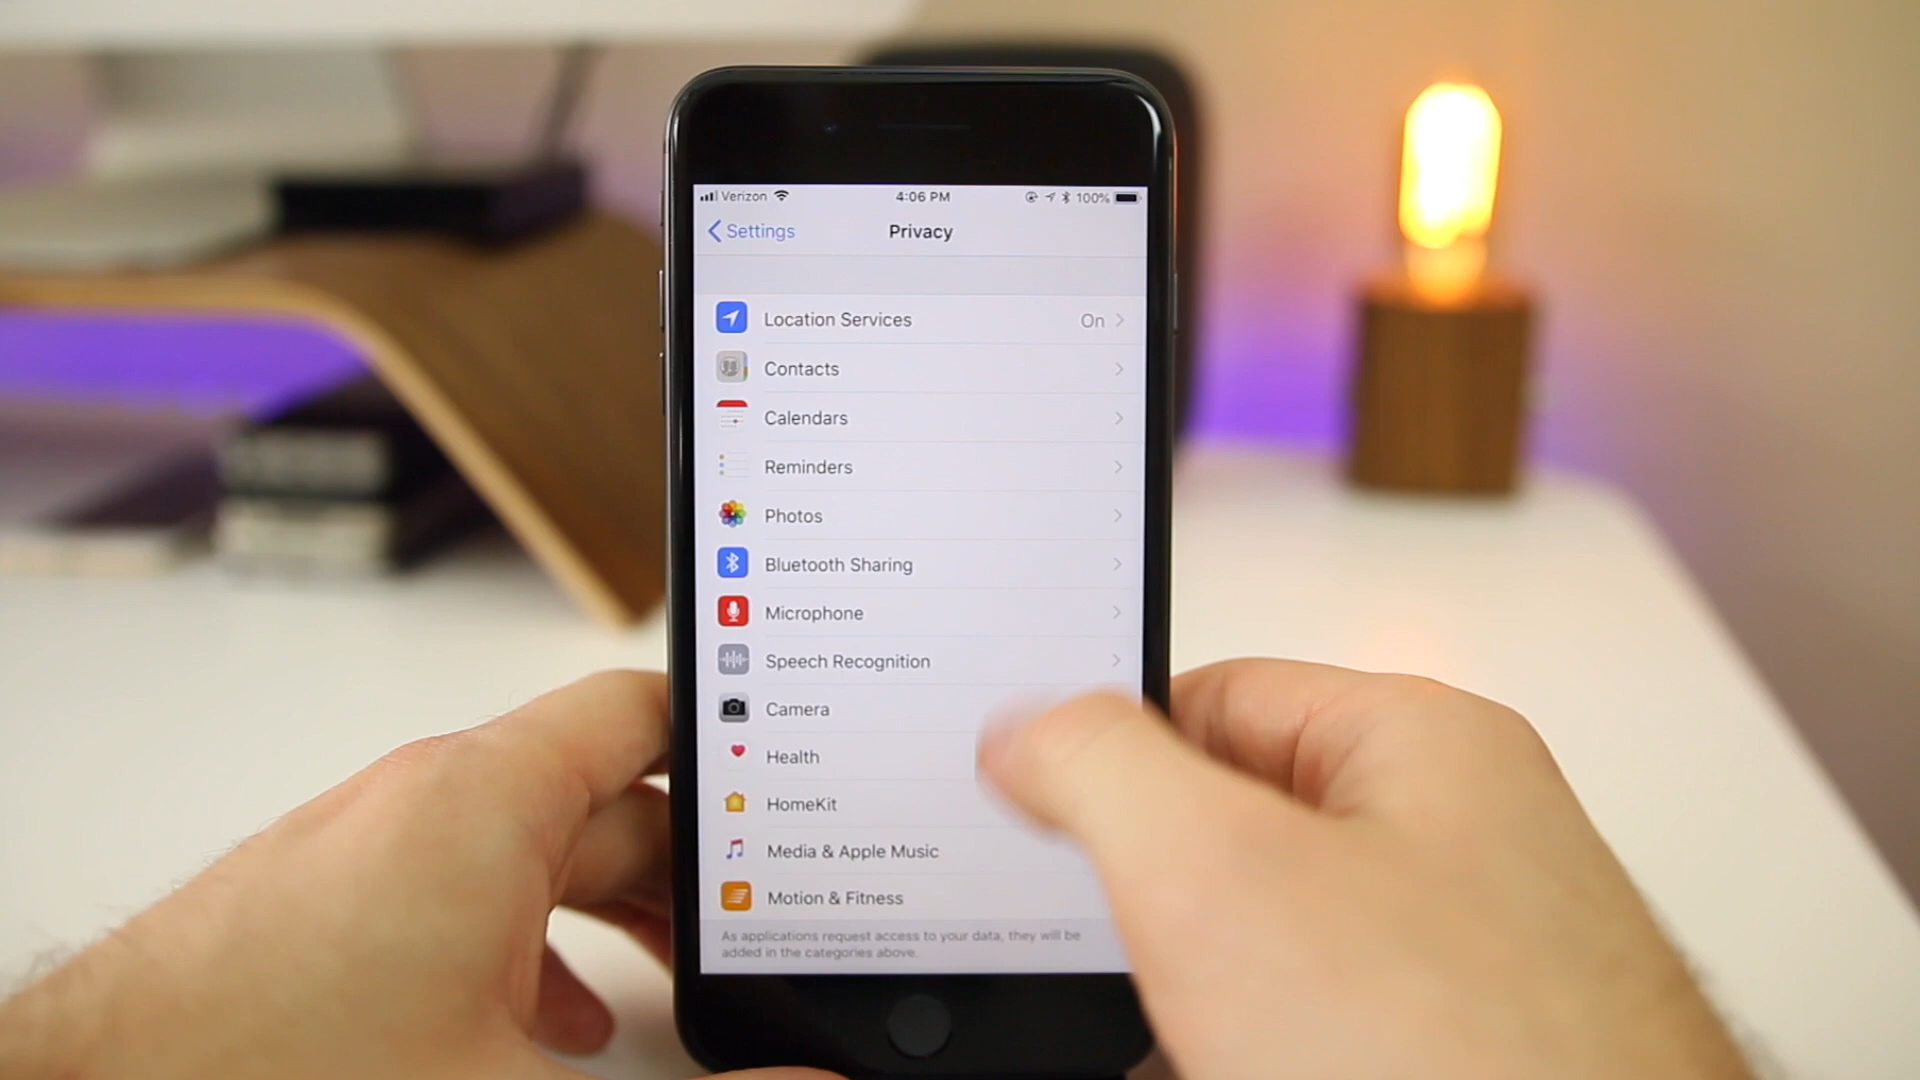 Verizon 4:06 PM 100%
Settings Privacy
Location Services On
Contacts
Calendars
Reminders
Photos
Bluetooth Sharing
Microphone
Speech Recognition
Camera
Health
HomeKit
Media & Apple Music
Motion & Fitness
As applications request access to your data, they will be
added in the categories above.